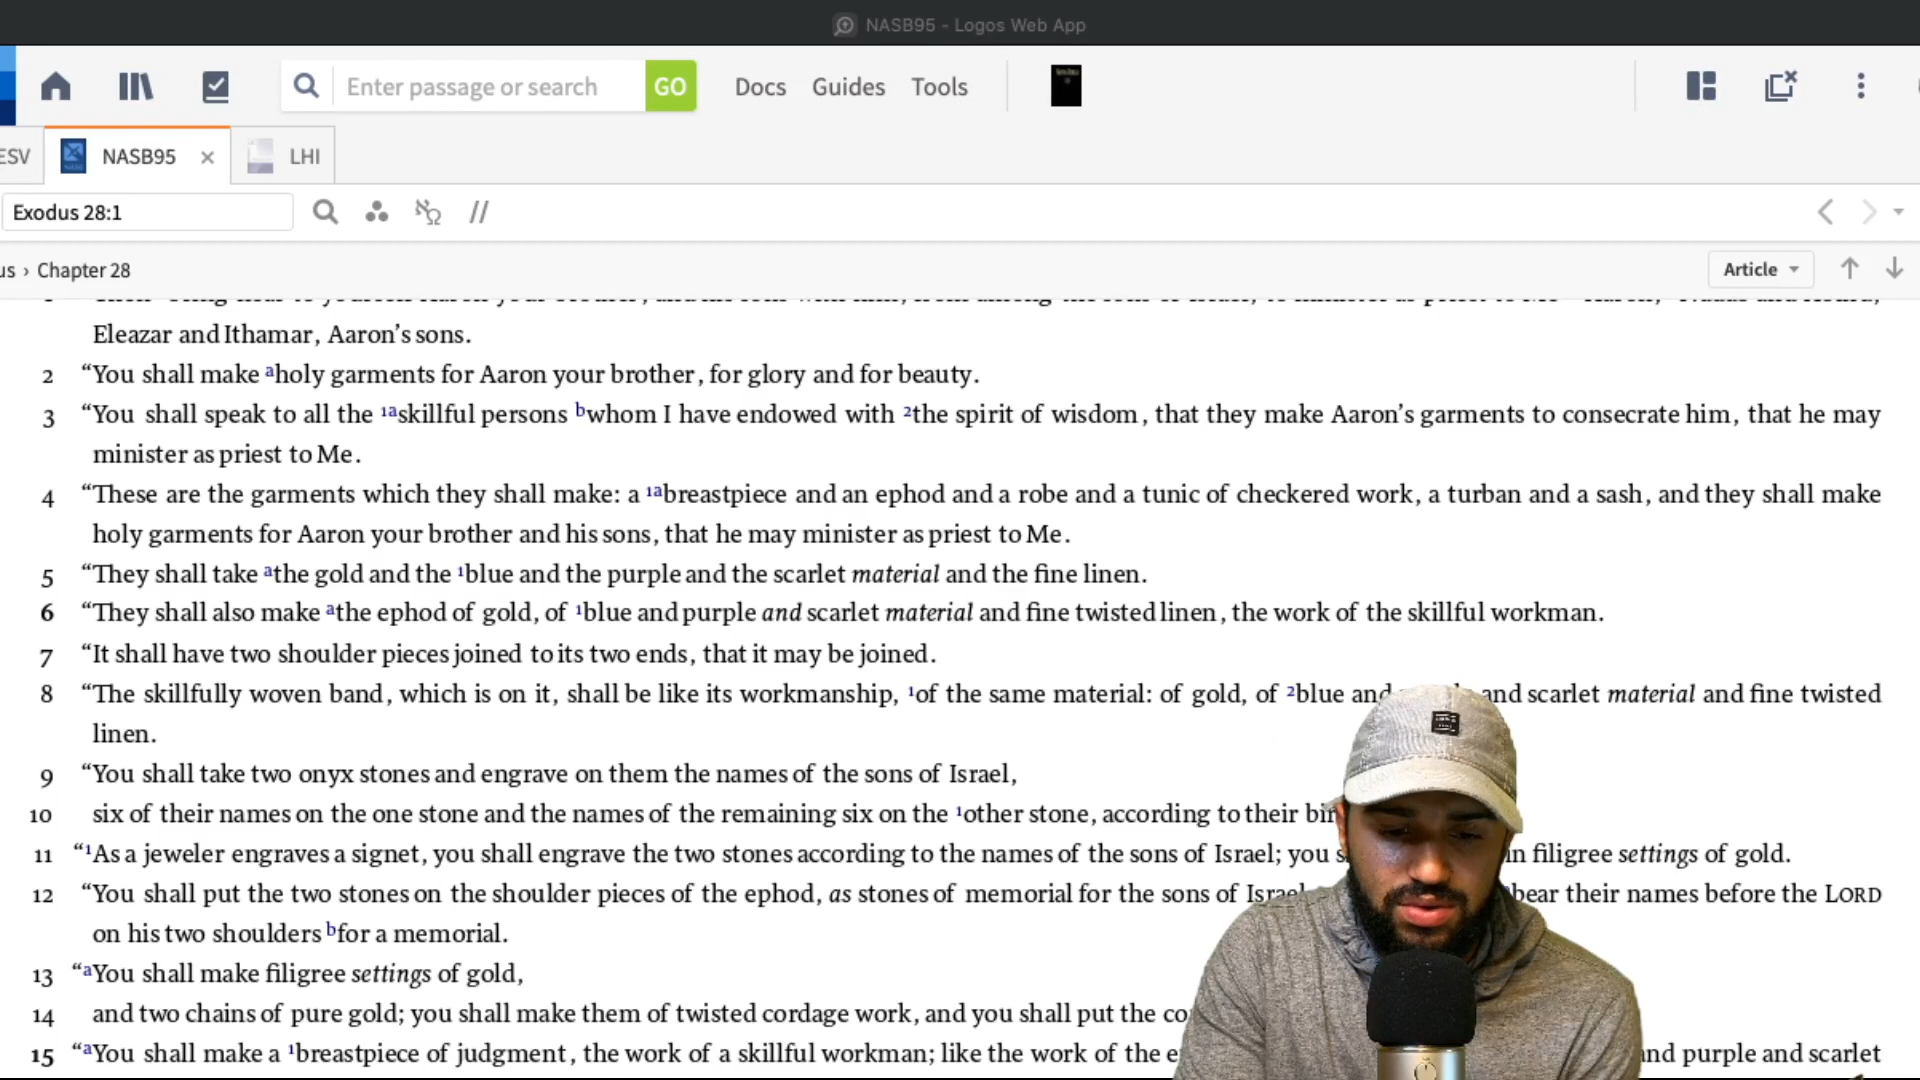 NASB95 - Logos Web App
Enter passage or search GO Docs Guides Tools
ESV NASB95 × LHI
Exodus 28:1 //
us › Chapter 28 Article
Eleazar and Ithamar, Aaron’s sons.
2 “You shall make aholy garments for Aaron your brother, for glory and for beauty.
3 “You shall speak to all the 1askillful persons bwhom I have endowed with 2the spirit of wisdom, that they make Aaron’s garments to consecrate him, that he may
minister as priest to Me.
4 “These are the garments which they shall make: a 1abreastpiece and an ephod and a robe and a tunic of checkered work, a turban and a sash, and they shall make
holy garments for Aaron your brother and his sons, that he may minister as priest to Me.
5 “They shall take athe gold and the 1blue and the purple and the scarlet material and the fine linen.
6 “They shall also make athe ephod of gold, of 1blue and purple and scarlet material and fine twisted linen, the work of the skillful workman.
7 “It shall have two shoulder pieces joined to its two ends, that it may be joined.
8 “The skillfully woven band, which is on it, shall be like its workmanship, 1of the same material: of gold, of 2blue and and scarlet material and fine twisted
linen.
9 “You shall take two onyx stones and engrave on them the names of the sons of Israel,
10 six of their names on the one stone and the names of the remaining six on the 1other stone, according to their
11 “1As a jeweler engraves a signet, you shall engrave the two stones according to the names of the sons of Israel; you in filigree settings of gold.
12 “You shall put the two stones on the shoulder pieces of the ephod, as stones of memorial for the sons of Israel bear their names before the LORD
on his two shoulders bfor a memorial.
13 “aYou shall make filigree settings of gold,
14 and two chains of pure gold; you shall make them of twisted cordage work, and you shall put the
15 “aYou shall make a 1breastpiece of judgment, the work of a skillful workman; like the work of the and purple and scarlet